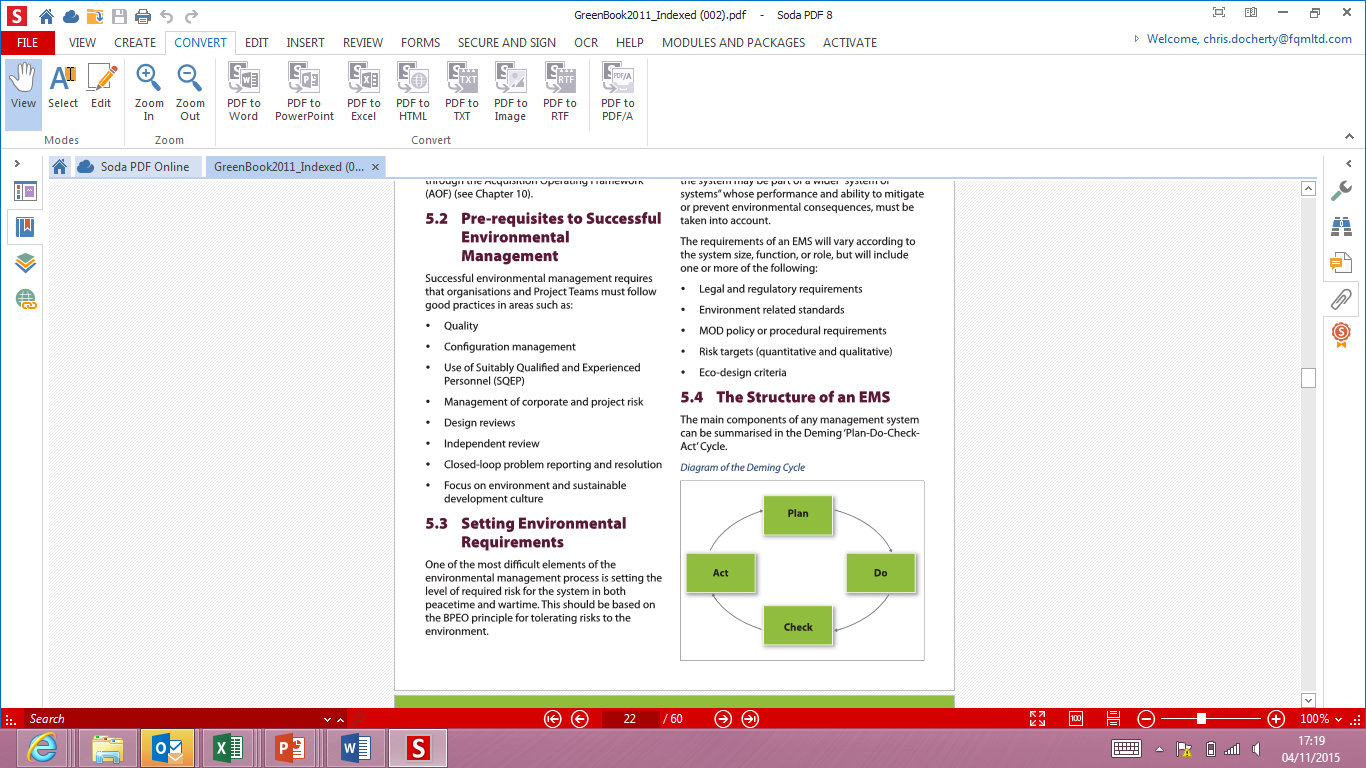 GreenBook2011_Indexed (002).pdf - Soda PDF 8
FILE VIEW CREATE CONVERT EDIT INSERT REVIEW FORMS SECURE AND SIGN OCR HELP MODULES AND PACKAGES ACTIVATE
Welcome, chris.docherty@fqmltd.com
View Select Edit
Modes
Zoom In Zoom Out
Zoom
PDF to Word PDF to PowerPoint PDF to Excel PDF to HTML PDF to TXT PDF to Image PDF to RTF PDF to PDF/A
Convert
Soda PDF Online GreenBook2011_Indexed (0...
through the Acquisition Operating Framework
(AOF) (see Chapter 10).
5.2 Pre-requisites to Successful
Environmental
Management
Successful environmental management requires
that organisations and Project Teams must follow
good practices in areas such as:
• Quality
• Configuration management
• Use of Suitably Qualified and Experienced
Personnel (SQEP)
• Management of corporate and project risk
• Design reviews
• Independent review
• Closed-loop problem reporting and resolution
• Focus on environment and sustainable
development culture
5.3 Setting Environmental
Requirements
One of the most difficult elements of the
environmental management process is setting the
level of required risk for the system in both
peacetime and wartime. This should be based on
the BPEO principle for tolerating risks to the
environment.
the system may be part of a wider "system of
systems" whose performance and ability to mitigate
or prevent environmental consequences, must be
taken into account.
The requirements of an EMS will vary according to
the system size, function, or role, but will include
one or more of the following:
• Legal and regulatory requirements
• Environment related standards
• MOD policy or procedural requirements
• Risk targets (quantitative and qualitative)
• Eco-design criteria
5.4 The Structure of an EMS
The main components of any management system
can be summarised in the Deming 'Plan-Do-Check-
Act' Cycle.
Diagram of the Deming Cycle
Plan
Act
Do
Check
Search
22 / 60
100%
17:19
04/11/2015